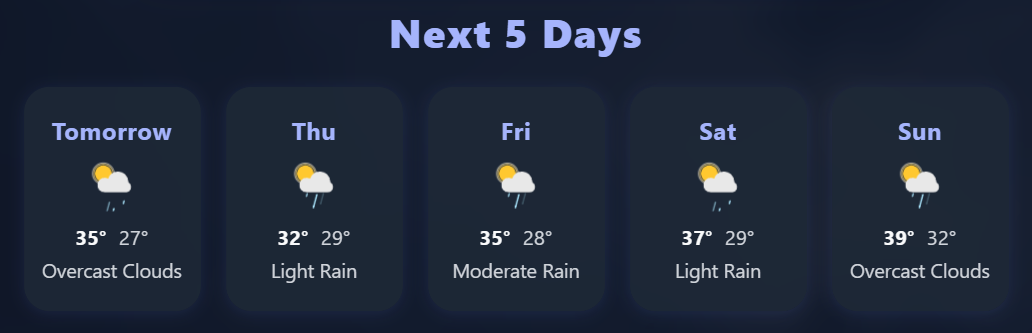 Next 5 Days
Tomorrow
35° 27°
Overcast Clouds
Thu
32° 29°
Light Rain
Fri
35° 28°
Moderate Rain
Sat
37° 29°
Light Rain
Sun
39° 32°
Overcast Clouds